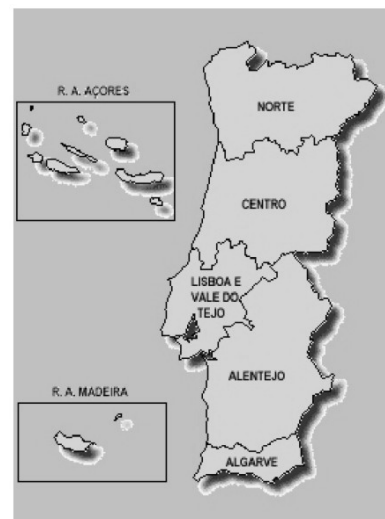 R. A. AÇORES
NORTE
CENTRO
LISBOA E
VALE DO
TEJO
ALENTEJO
R. A. MADEIRA
ALGARVE